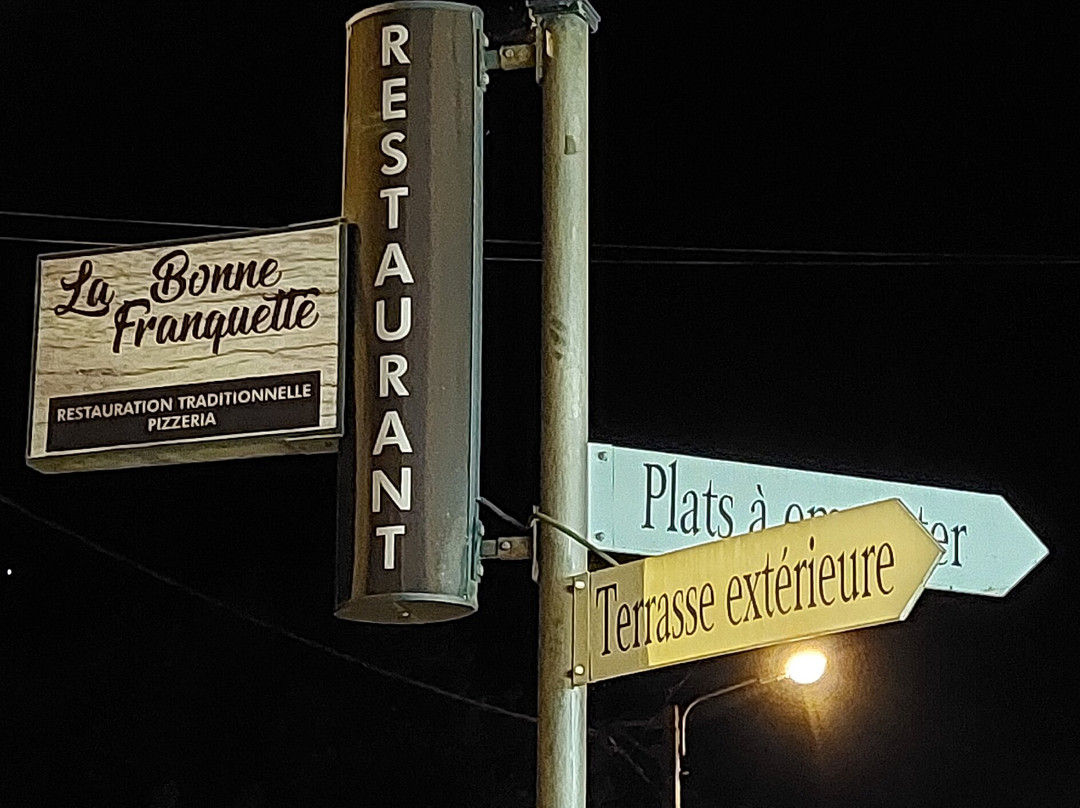 RESTAURANT
La Bonne
Franquette
RESTAURATION TRADITIONNELLE
PIZZERIA
Plats à
Terrasse extérieure